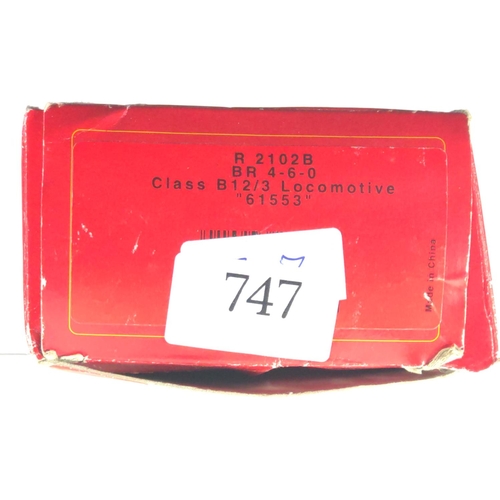 R 2102B
BR 4-6-0
Class B12/3 Locomotive
"61553"
747
Made in China